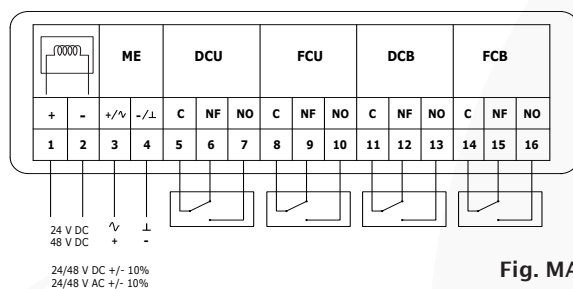 ME DCU FCU DCB FCB
+ - +/∿ -/⊥ C NF NO C NF NO C NF NO C NF NO
1 2 3 4 5 6 7 8 9 10 11 12 13 14 15 16
24 V DC ∿ ⊥
48 V DC + -
24/48 V DC +/- 10%
24/48 V AC +/- 10%
Fig. MA